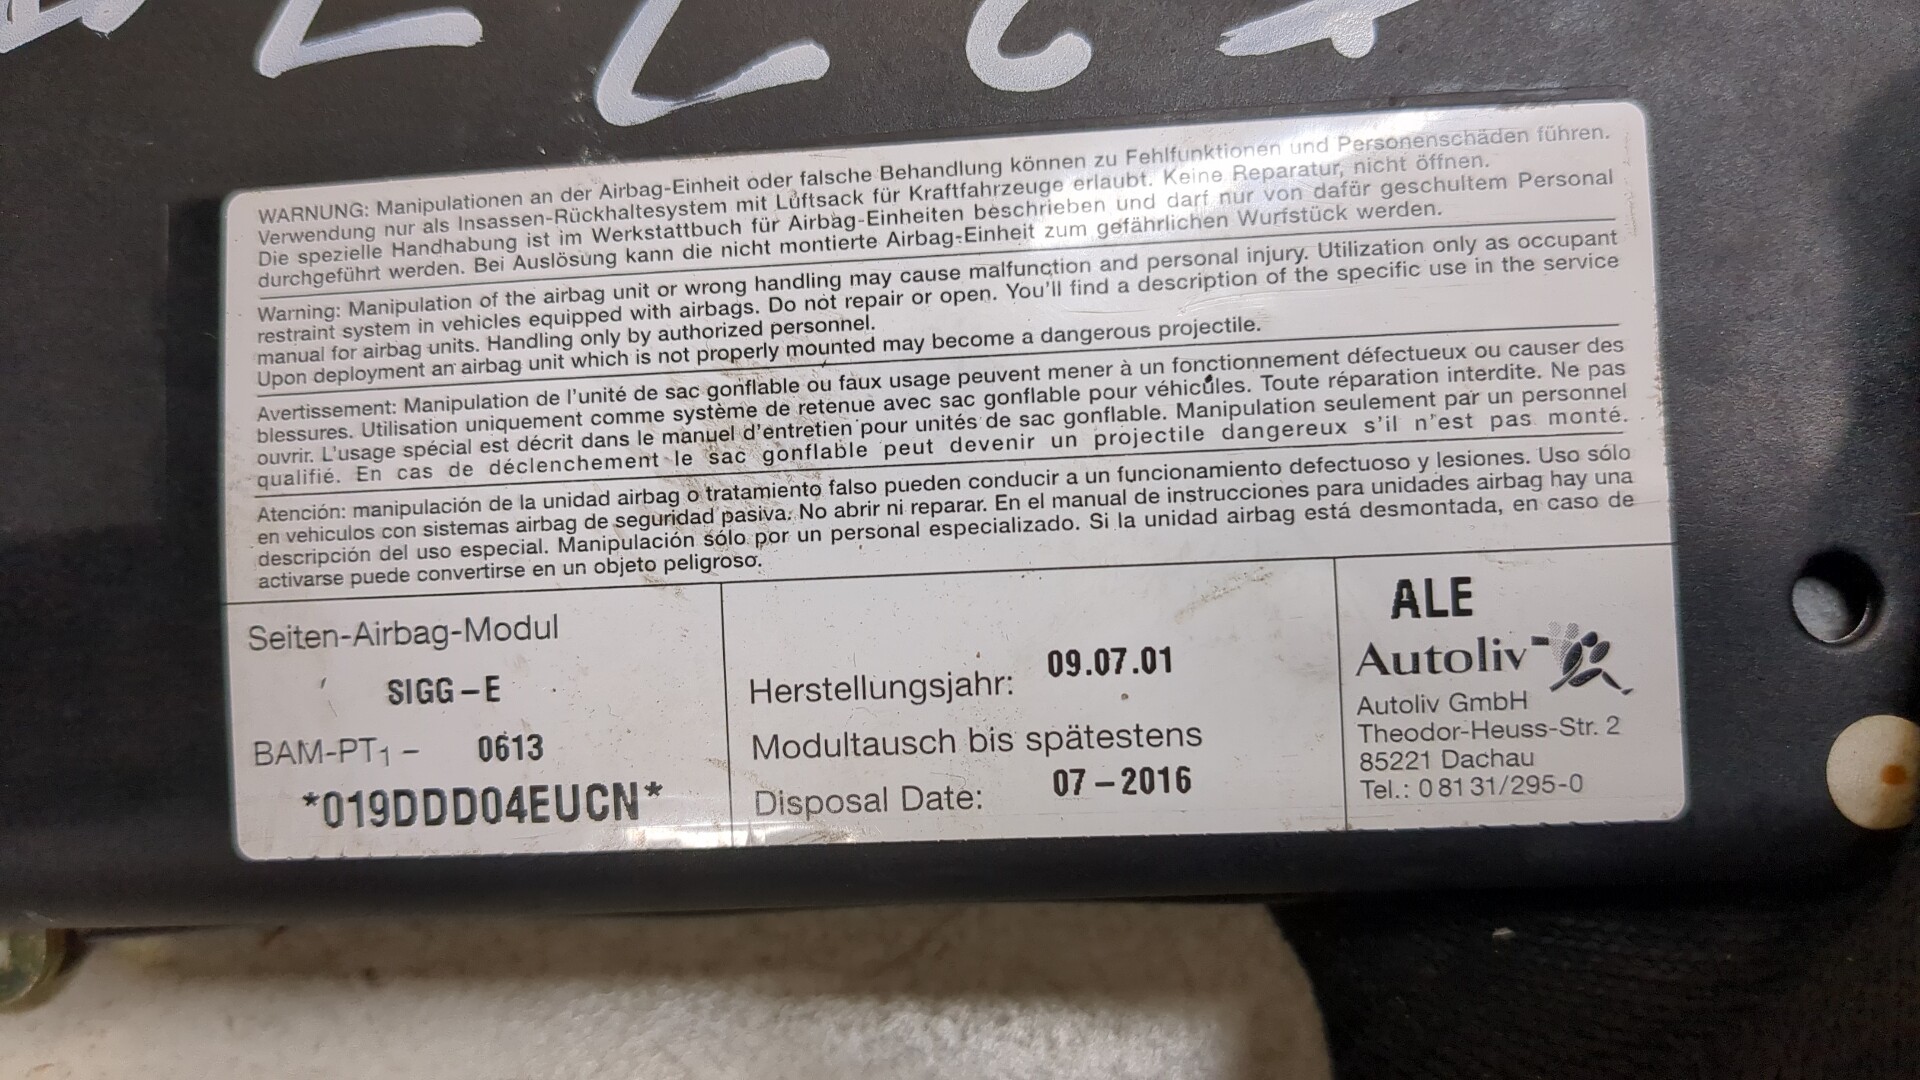 WARNUNG: Manipulationen an der Airbag-Einheit oder falsche Behandlung können zu Fehlfunktionen und Personenschäden führen.
Verwendung nur als Insassen-Rückhaltesystem mit Luftsack für Kraftfahrzeuge erlaubt. Keine Reparatur, nicht öffnen.
Die spezielle Handhabung ist im Werkstattbuch für Airbag-Einheiten beschrieben und darf nur von dafür geschultem Personal
durchgeführt werden. Bei Auslösung kann die nicht montierte Airbag-Einheit zum gefährlichen Wurfstück werden.
Warning: Manipulation of the airbag unit or wrong handling may cause malfunction and personal injury. Utilization only as occupant
restraint system in vehicles equipped with airbags. Do not repair or open. You'll find a description of the specific use in the service
manual for airbag units. Handling only by authorized personnel.
Upon deployment an airbag unit which is not properly mounted may become a dangerous projectile.
Avertissement: Manipulation de l'unité de sac gonflable ou faux usage peuvent mener à un fonctionnement défectueux ou causer des
blessures. Utilisation uniquement comme système de retenue avec sac gonflable pour véhicules. Toute réparation interdite. Ne pas
ouvrir. L'usage spécial est décrit dans le manuel d'entretien pour unités de sac gonflable. Manipulation seulement par un personnel
qualifié. En cas de déclenchement le sac gonflable peut devenir un projectile dangereux s'il n'est pas monté.
Atención: manipulación de la unidad airbag o tratamiento falso pueden conducir a un funcionamiento defectuoso y lesiones. Uso sólo
en vehiculos con sistemas airbag de seguridad pasiva. No abrir ni reparar. En el manual de instrucciones para unidades airbag hay una
descripción del uso especial. Manipulación sólo por un personal especializado. Si la unidad airbag está desmontada, en caso de
activarse puede convertirse en un objeto peligroso.
Seiten-Airbag-Modul
SIGG-E
BAM-PT1 - 0613
*019DDD04EUCN*
Herstellungsjahr: 09.07.01
Modultausch bis spätestens
Disposal Date: 07-2016
ALE
Autoliv
Autoliv GmbH
Theodor-Heuss-Str. 2
85221 Dachau
Tel.: 0 81 31/295-0